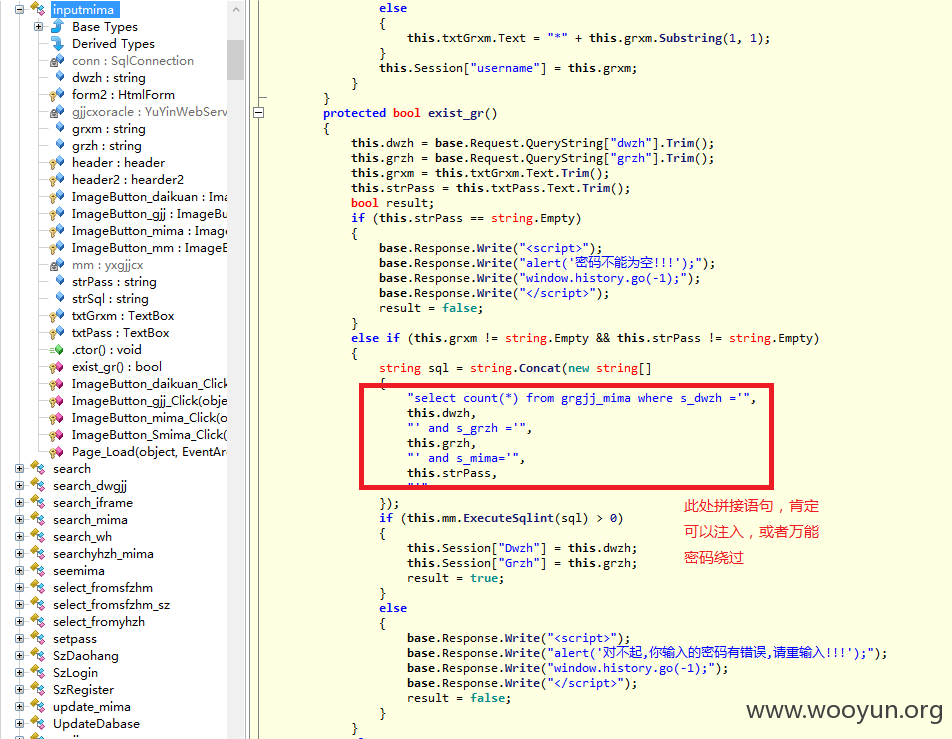 inputmima
Base Types
Derived Types
conn : SqlConnection
dwzh : string
form2 : HtmlForm
gjjcxoracle : YuYinWebServ
grxm : string
grzh : string
header : header
header2 : hearder2
ImageButton_daikuan : Ima
ImageButton_gjj : ImageBu
ImageButton_mima : Image
ImageButton_mm : ImageB
mm : yxgjjcx
strPass : string
strSql : string
txtGrxm : TextBox
txtPass : TextBox
.ctor() : void
exist_gr() : bool
ImageButton_daikuan_Click
ImageButton_gjj_Click(obje
ImageButton_mima_Click(o
ImageButton_Smima_Click(
Page_Load(object, EventAr
search
search_dwgjj
search_iframe
search_mima
search_wh
searchyhzh_mima
seemima
select_fromsfzhm
select_fromsfzhm_sz
select_fromyhzh
setpass
SzDaohang
SzLogin
SzRegister
update_mima
UpdateDabase
else
{
this.txtGrxm.Text = "*" + this.grxm.Substring(1, 1);
}
this.Session["username"] = this.grxm;
}
}
protected bool exist_gr()
{
this.dwzh = base.Request.QueryString["dwzh"].Trim();
this.grzh = base.Request.QueryString["grzh"].Trim();
this.grxm = this.txtGrxm.Text.Trim();
this.strPass = this.txtPass.Text.Trim();
bool result;
if (this.strPass == string.Empty)
{
base.Response.Write("<script>");
base.Response.Write("alert('密码不能为空!!!');");
base.Response.Write("window.history.go(-1);");
base.Response.Write("</script>");
result = false;
}
else if (this.grxm != string.Empty && this.strPass != string.Empty)
{
string sql = string.Concat(new string[]
{
"select count(*) from grgjj_mima where s_dwzh ='",
this.dwzh,
"' and s_grzh ='",
this.grzh,
"' and s_mima='",
this.strPass,
"'"
});
if (this.mm.ExecuteSqlint(sql) > 0)
{
this.Session["Dwzh"] = this.dwzh;
this.Session["Grzh"] = this.grzh;
result = true;
}
else
{
base.Response.Write("<script>");
base.Response.Write("alert('对不起,你输入的密码有错误,请重输入!!!');");
base.Response.Write("window.history.go(-1);");
base.Response.Write("</script>");
result = false;
}
}
此处拼接语句，肯定
可以注入，或者万能
密码绕过
www.wooyun.org